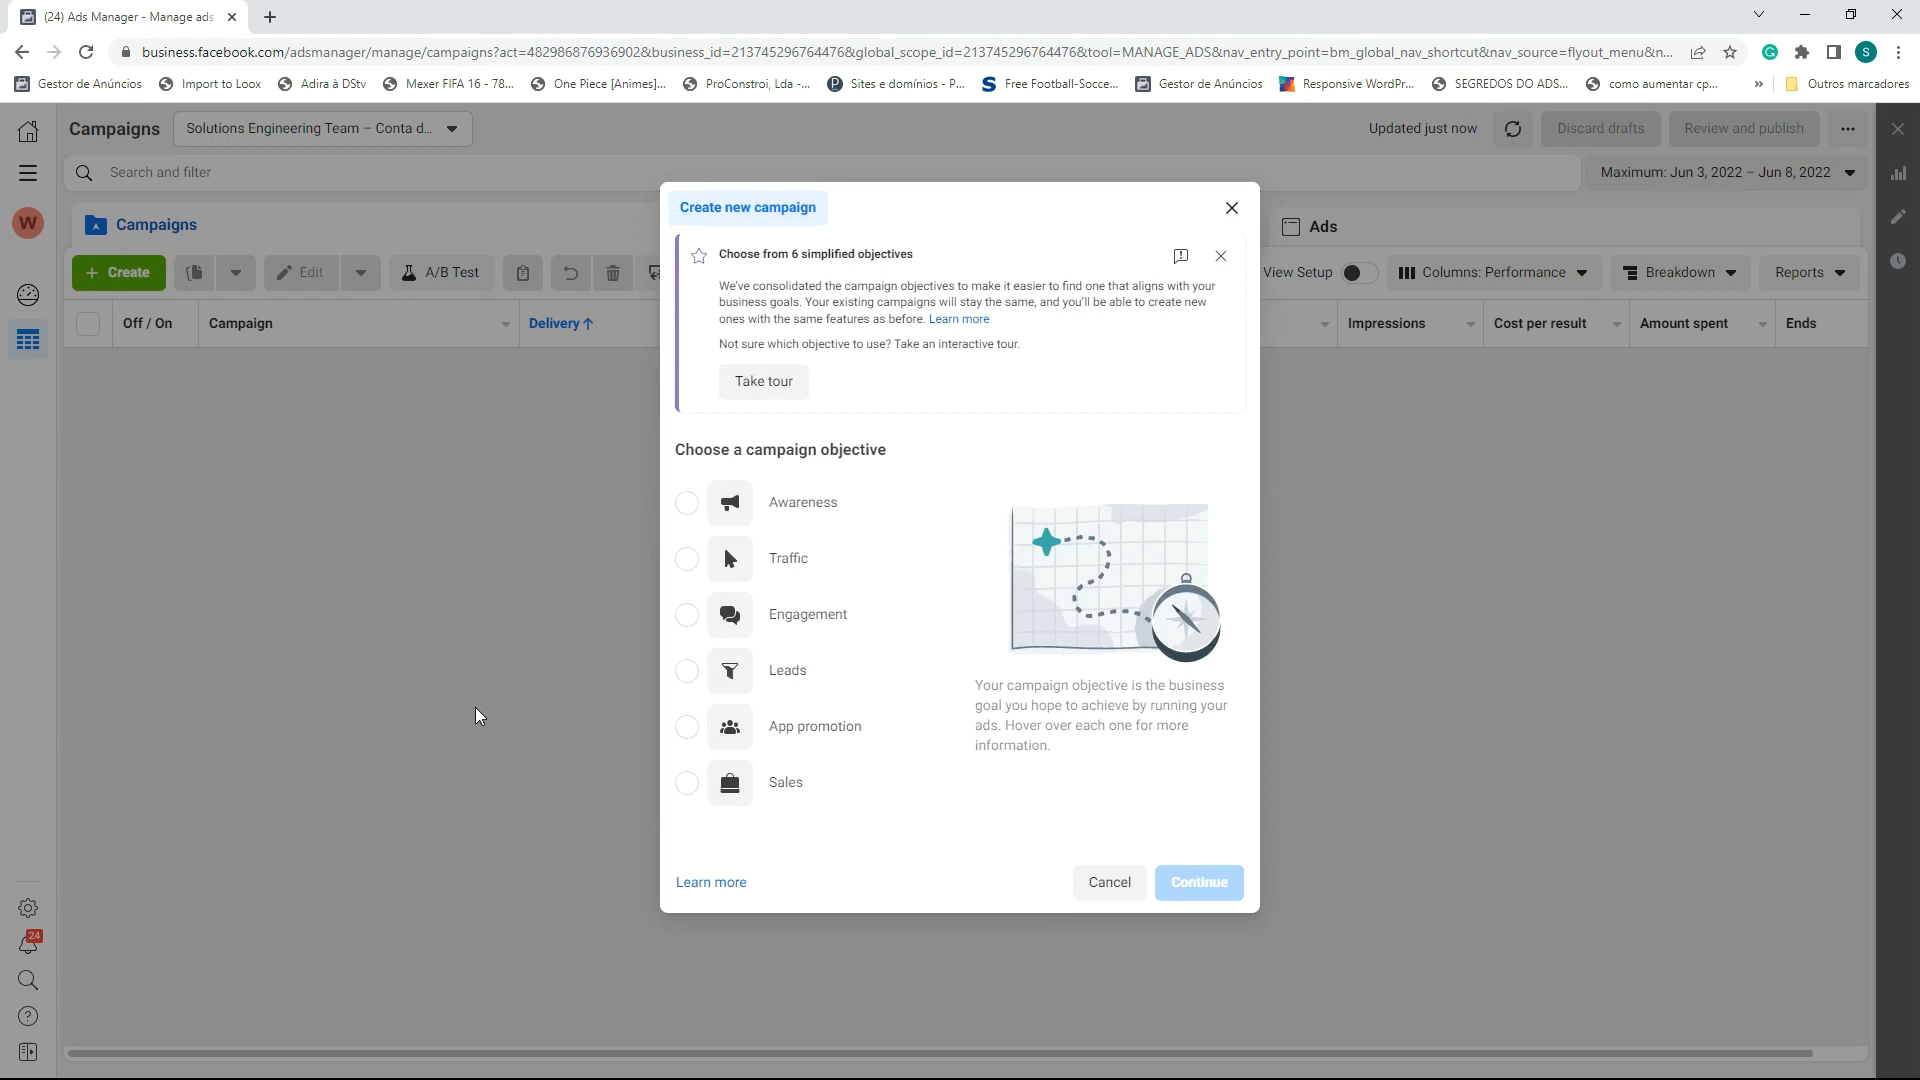 (24) Ads Manager - Manage ads
business.facebook.com/adsmanager/manage/campaigns?act=482986876936902&business_id=213745296764476&global_scope_id=213745296764476&tool=MANAGE_ADS&nav_entry_point=bm_global_nav_shortcut&nav_source=flyout_menu&n...
S
Gestor de Anúncios
Import to Loox
Adira à DStv
Mexer FIFA 16 - 78...
One Piece [Animes]...
ProConstroi, Lda -...
Sites e domínios - P...
Free Football-Socce...
Gestor de Anúncios
Responsive WordPr...
SEGREDOS DO ADS...
como aumentar cp...
»
Outros marcadores
Campaigns
Solutions Engineering Team – Conta d...
Updated just now
Discard drafts
Review and publish
Search and filter
Maximum: Jun 3, 2022 – Jun 8, 2022
W
Campaigns
Ads
+ Create
Edit
A/B Test
View Setup
Columns: Performance
Breakdown
Reports
Off / On
Campaign
Delivery ↑
Impressions
Cost per result
Amount spent
Ends
Create new campaign
Choose from 6 simplified objectives
We've consolidated the campaign objectives to make it easier to find one that aligns with your
business goals. Your existing campaigns will stay the same, and you'll be able to create new
ones with the same features as before. Learn more
Not sure which objective to use? Take an interactive tour.
Take tour
Choose a campaign objective
Awareness
Traffic
Engagement
Leads
App promotion
Sales
Your campaign objective is the business
goal you hope to achieve by running your
ads. Hover over each one for more
information.
Learn more
Cancel
Continue
24